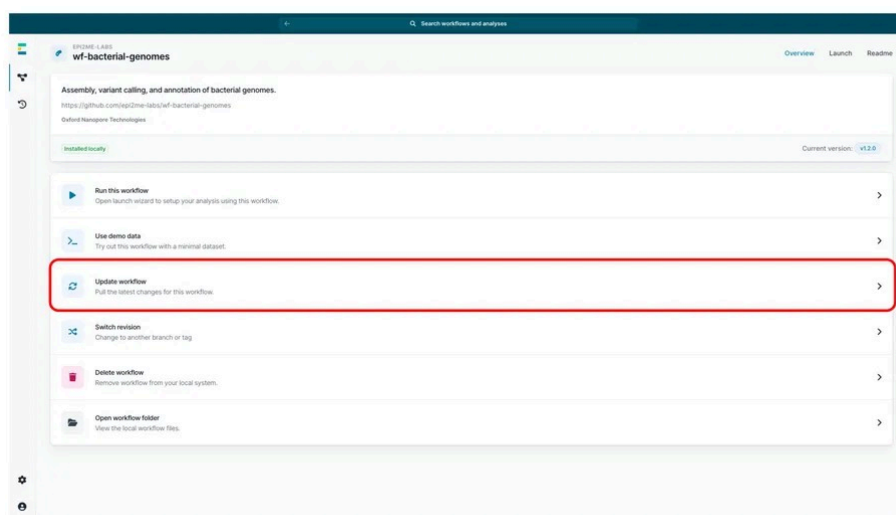 Search workflows and analyses
EPI2ME-LABS
wf-bacterial-genomes
Overview Launch Readme
Assembly, variant calling, and annotation of bacterial genomes.
https://github.com/epi2me-labs/wf-bacterial-genomes
Oxford Nanopore Technologies
Installed locally
Current version: v1.2.0
Run this workflow
Open launch wizard to setup your analysis using this workflow.
Use demo data
Try out this workflow with a minimal dataset.
Update workflow
Pull the latest changes for this workflow.
Switch revision
Change to another branch or tag
Delete workflow
Remove workflow from your local system.
Open workflow folder
View the local workflow files.